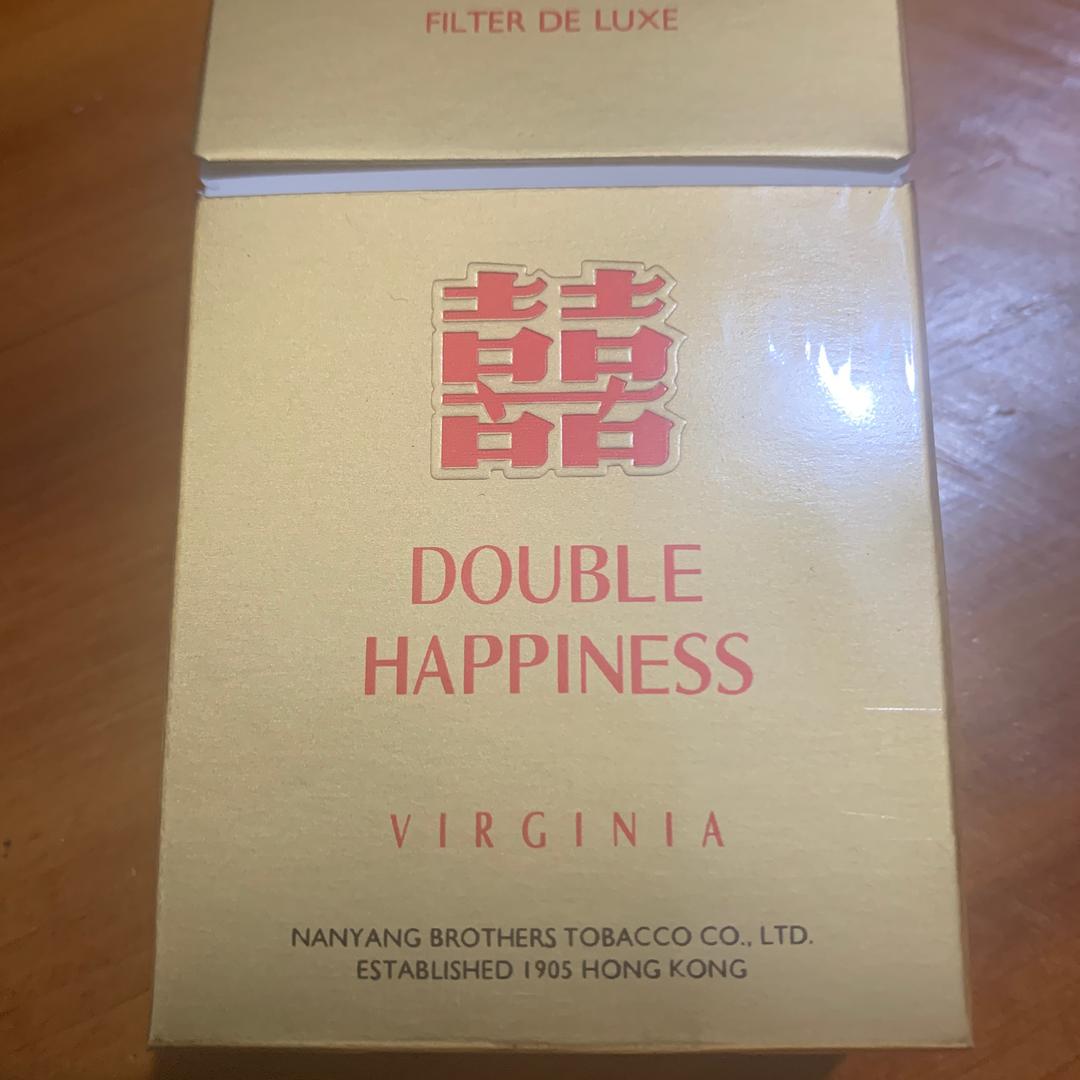 FILTER DE LUXE
囍
DOUBLE
HAPPINESS
VIRGINIA
NANYANG BROTHERS TOBACCO CO., LTD.
ESTABLISHED 1905 HONG KONG